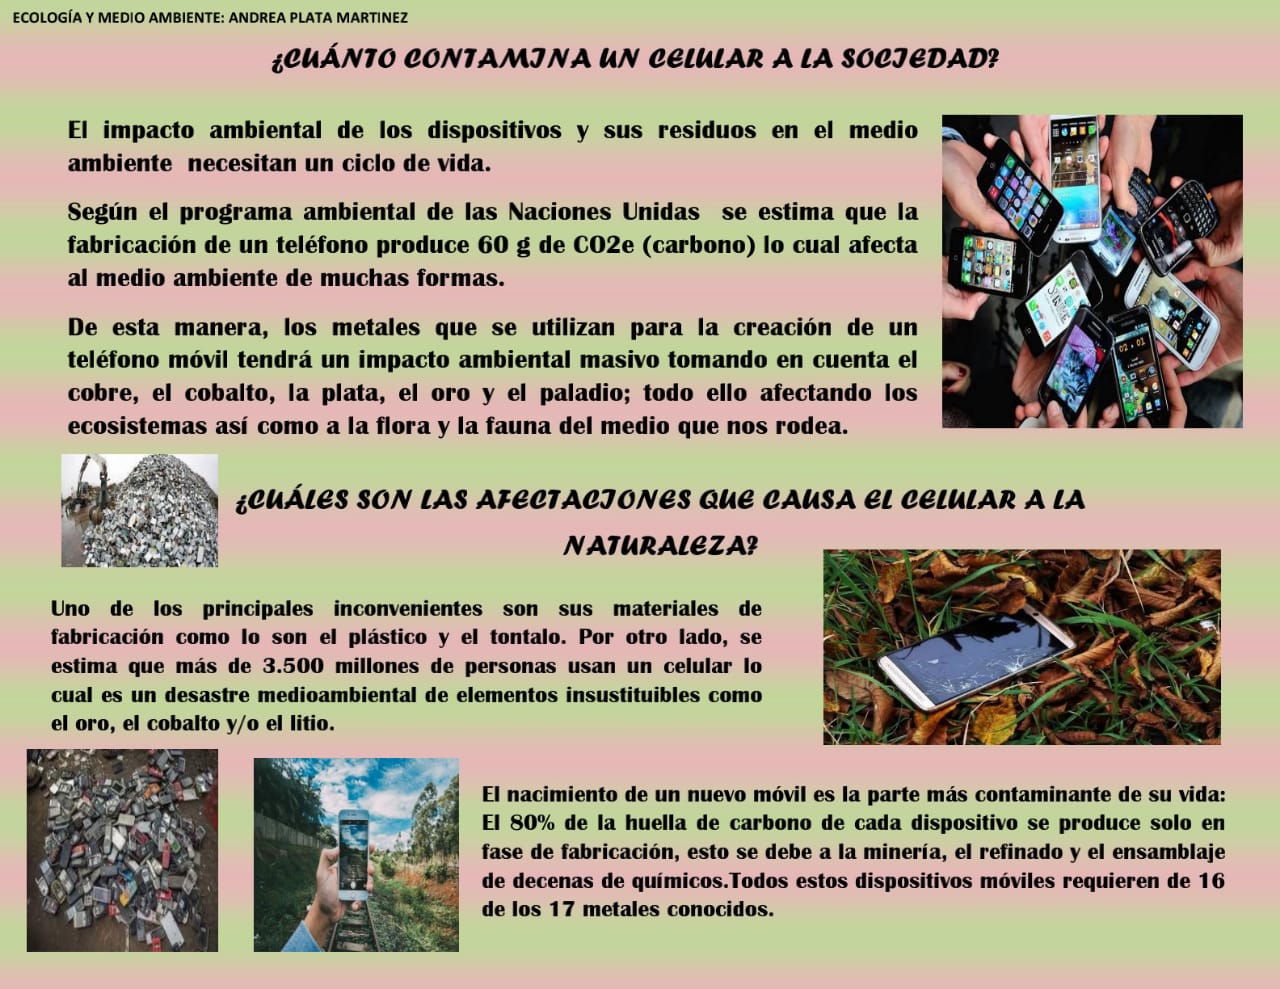 ECOLOGÍA Y MEDIO AMBIENTE: ANDREA PLATA MARTINEZ
¿CUÁNTO CONTAMINA UN CELULAR A LA SOCIEDAD?
El impacto ambiental de los dispositivos y sus residuos en el medio
ambiente necesitan un ciclo de vida.
Según el programa ambiental de las Naciones Unidas se estima que la
fabricación de un teléfono produce 60 g de CO2e (carbono) lo cual afecta
al medio ambiente de muchas formas.
De esta manera, los metales que se utilizan para la creación de un
teléfono móvil tendrá un impacto ambiental masivo tomando en cuenta el
cobre, el cobalto, la plata, el oro y el paladio; todo ello afectando los
ecosistemas así como a la flora y la fauna del medio que nos rodea.
¿CUÁLES SON LAS AFECTACIONES QUE CAUSA EL CELULAR A LA
NATURALEZA?
Uno de los principales inconvenientes son sus materiales de
fabricación como lo son el plástico y el tontalo. Por otro lado, se
estima que más de 3.500 millones de personas usan un celular lo
cual es un desastre medioambiental de elementos insustituibles como
el oro, el cobalto y/o el litio.
El nacimiento de un nuevo móvil es la parte más contaminante de su vida:
El 80% de la huella de carbono de cada dispositivo se produce solo en
fase de fabricación, esto se debe a la minería, el refinado y el ensamblaje
de decenas de químicos.Todos estos dispositivos móviles requieren de 16
de los 17 metales conocidos.